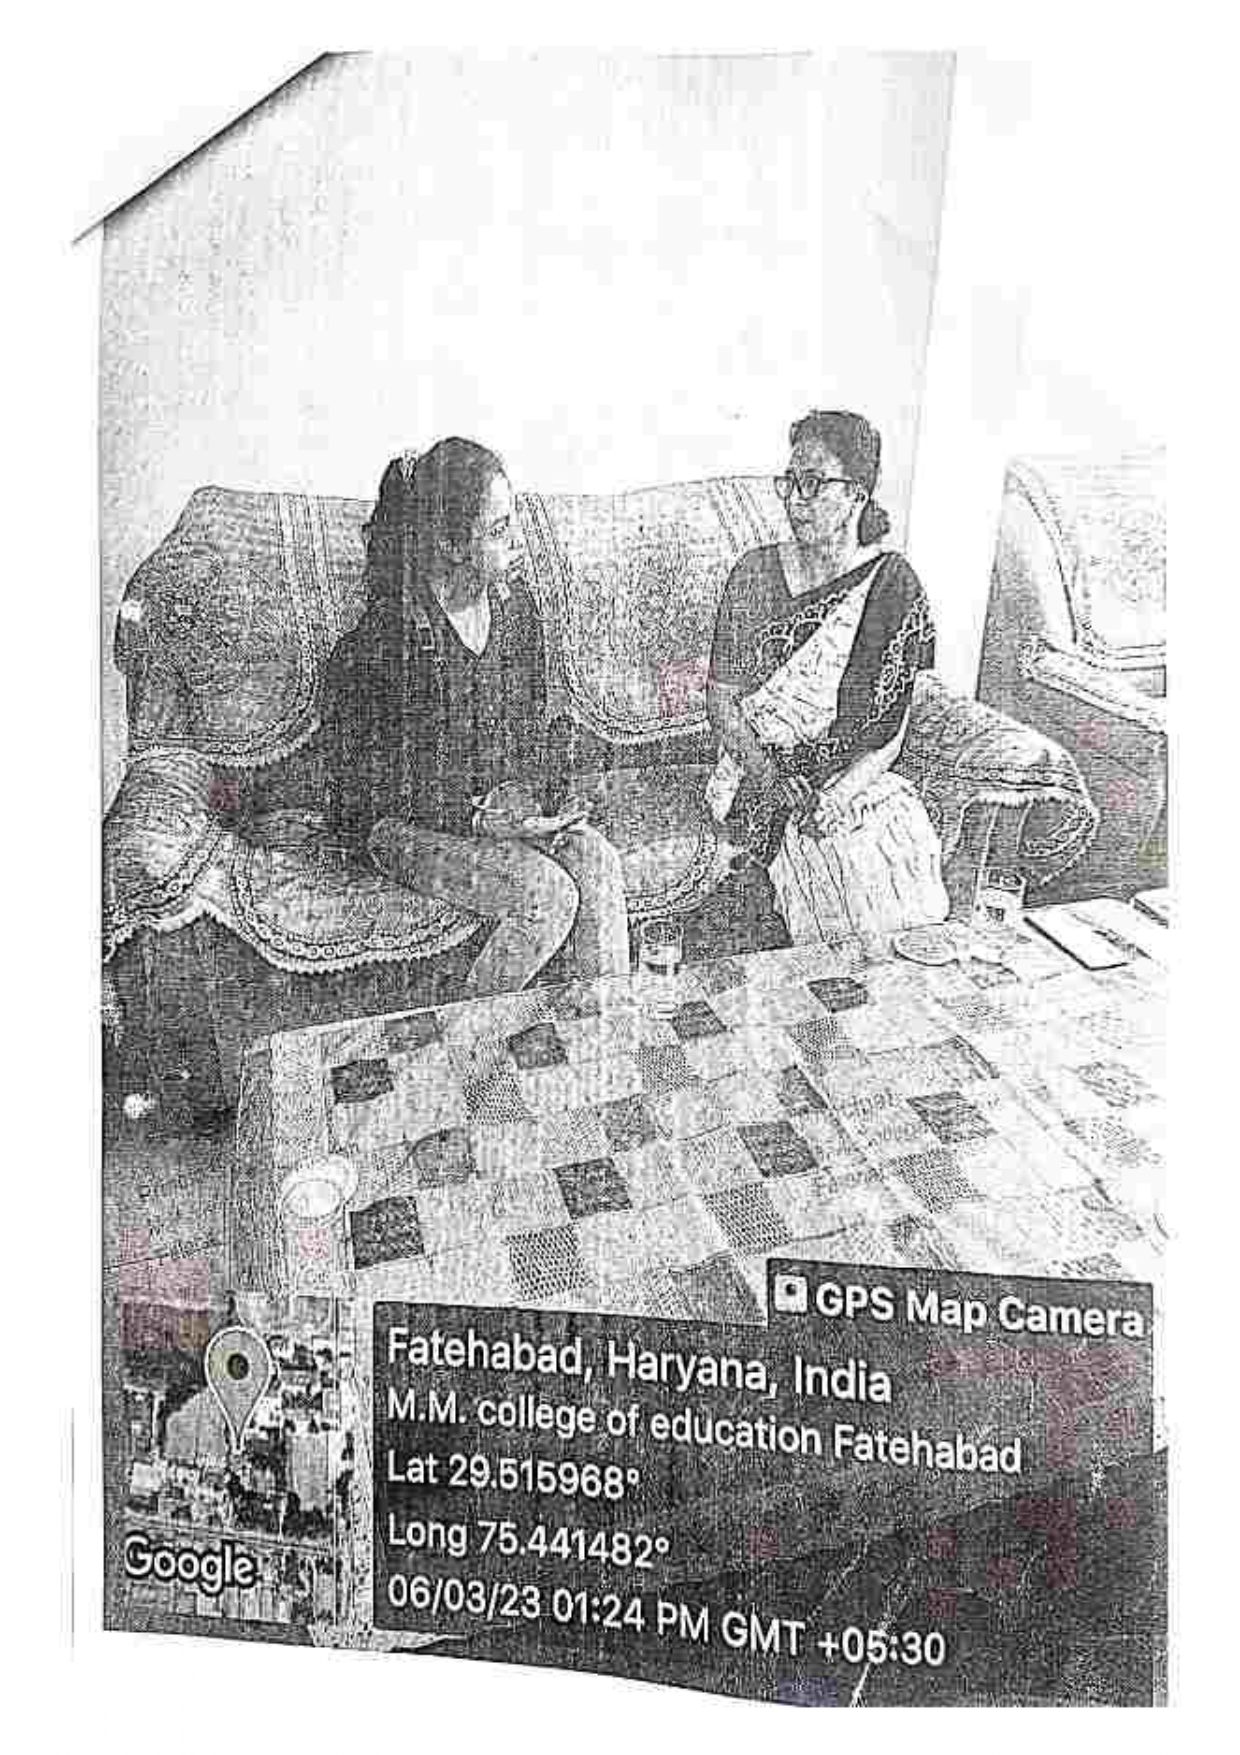 GPS Map Camera
Fatehabad, Haryana, India
M.M. college of education Fatehabad
Lat 29.515968°
Long 75.441482°
06/03/23 01:24 PM GMT +05:30
Google